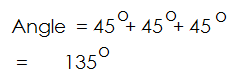 Angle = 45° + 45° + 45°
= 135°